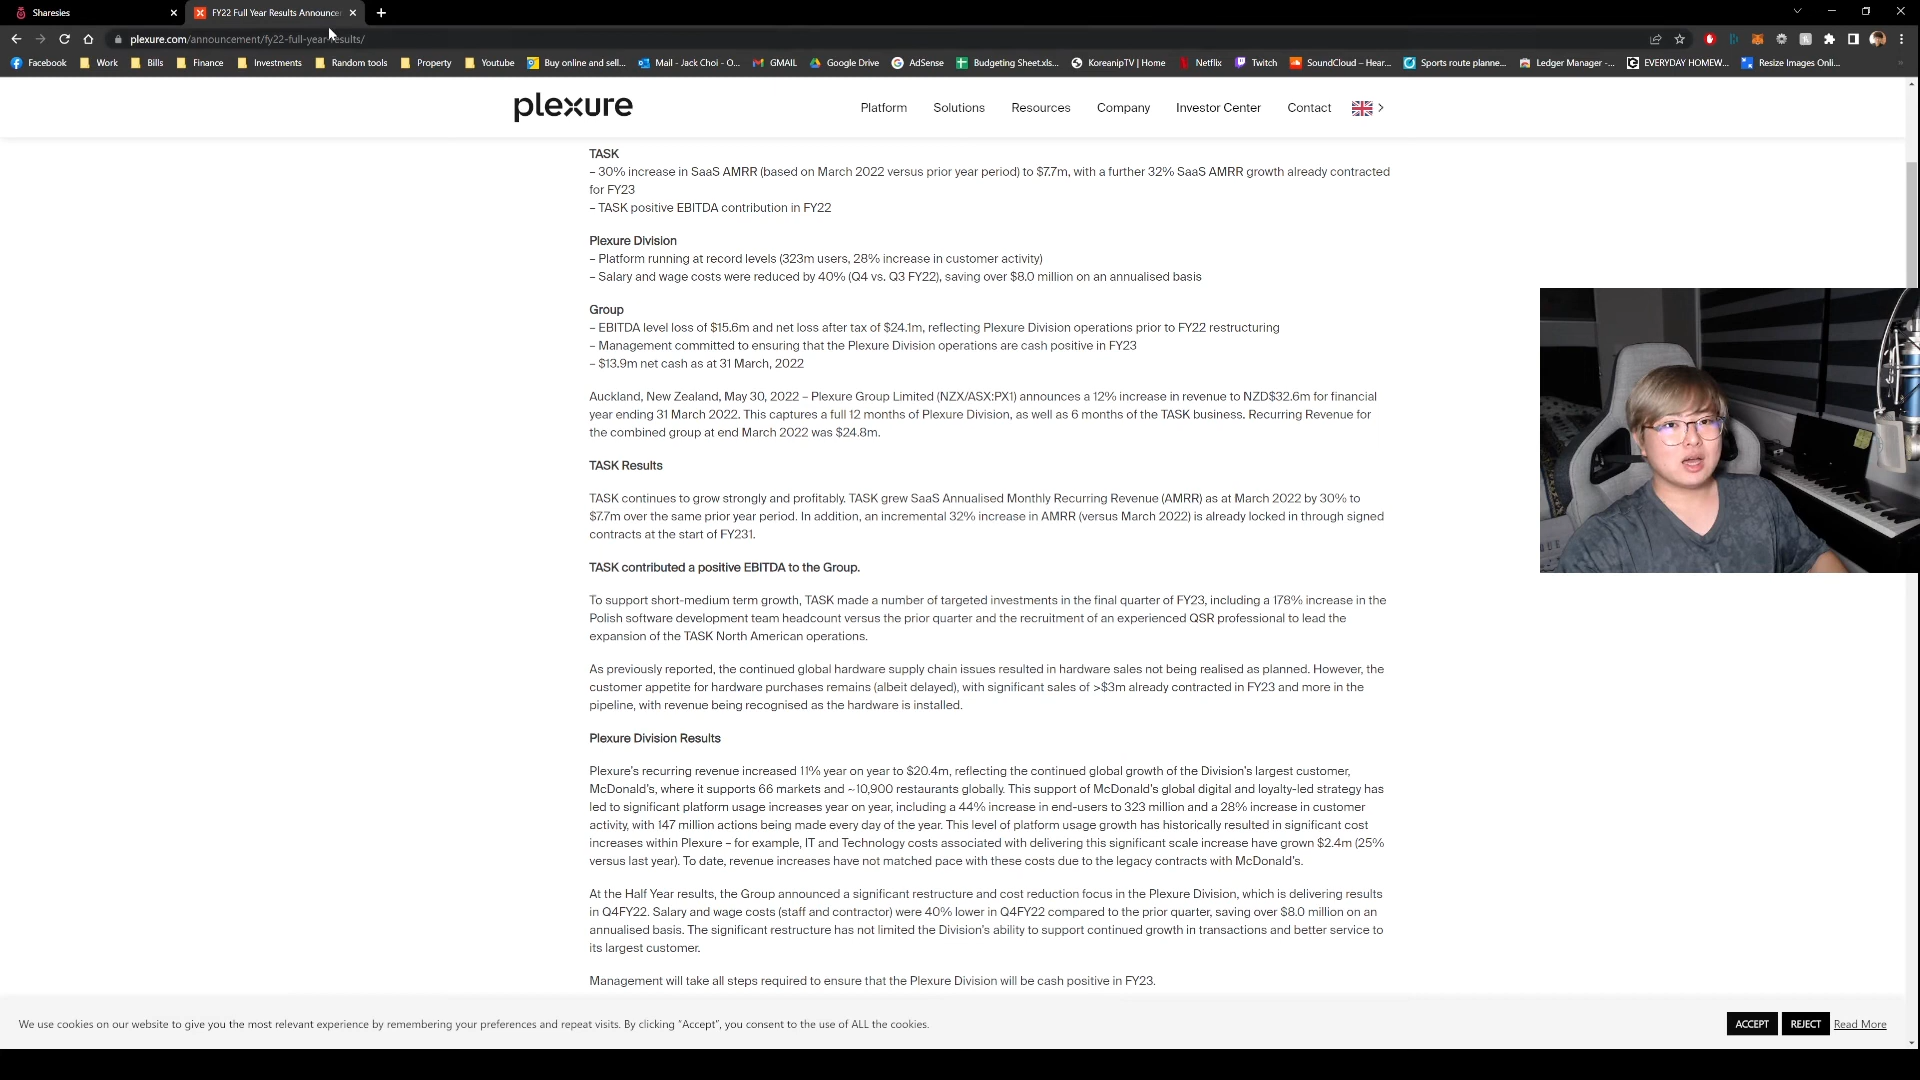 Sharesies
FY22 Full Year Results Announcer
plexure.com/announcement/fy22-full-year-results/
Facebook Work Bills Finance Investments Random tools Property Youtube Buy online and sell... Mail - Jack Choi - O... GMAIL Google Drive AdSense Budgeting Sheet.xls... KoreanipTV | Home Netflix Twitch SoundCloud – Hear... Sports route planne... Ledger Manager -... EVERYDAY HOMEW... Resize Images Onli...
plexure Platform Solutions Resources Company Investor Center Contact
TASK
– 30% increase in SaaS AMRR (based on March 2022 versus prior year period) to $7.7m, with a further 32% SaaS AMRR growth already contracted
for FY23
– TASK positive EBITDA contribution in FY22
Plexure Division
– Platform running at record levels (323m users, 28% increase in customer activity)
– Salary and wage costs were reduced by 40% (Q4 vs. Q3 FY22), saving over $8.0 million on an annualised basis
Group
– EBITDA level loss of $15.6m and net loss after tax of $24.1m, reflecting Plexure Division operations prior to FY22 restructuring
– Management committed to ensuring that the Plexure Division operations are cash positive in FY23
– $13.9m net cash as at 31 March, 2022
Auckland, New Zealand, May 30, 2022 – Plexure Group Limited (NZX/ASX:PX1) announces a 12% increase in revenue to NZD$32.6m for financial
year ending 31 March 2022. This captures a full 12 months of Plexure Division, as well as 6 months of the TASK business. Recurring Revenue for
the combined group at end March 2022 was $24.8m.
TASK Results
TASK continues to grow strongly and profitably. TASK grew SaaS Annualised Monthly Recurring Revenue (AMRR) as at March 2022 by 30% to
$7.7m over the same prior year period. In addition, an incremental 32% increase in AMRR (versus March 2022) is already locked in through signed
contracts at the start of FY231.
TASK contributed a positive EBITDA to the Group.
To support short-medium term growth, TASK made a number of targeted investments in the final quarter of FY23, including a 178% increase in the
Polish software development team headcount versus the prior quarter and the recruitment of an experienced QSR professional to lead the
expansion of the TASK North American operations.
As previously reported, the continued global hardware supply chain issues resulted in hardware sales not being realised as planned. However, the
customer appetite for hardware purchases remains (albeit delayed), with significant sales of >$3m already contracted in FY23 and more in the
pipeline, with revenue being recognised as the hardware is installed.
Plexure Division Results
Plexure's recurring revenue increased 11% year on year to $20.4m, reflecting the continued global growth of the Division's largest customer,
McDonald's, where it supports 66 markets and ~10,900 restaurants globally. This support of McDonald's global digital and loyalty-led strategy has
led to significant platform usage increases year on year, including a 44% increase in end-users to 323 million and a 28% increase in customer
activity, with 147 million actions being made every day of the year. This level of platform usage growth has historically resulted in significant cost
increases within Plexure – for example, IT and Technology costs associated with delivering this significant scale increase have grown $2.4m (25%
versus last year). To date, revenue increases have not matched pace with these costs due to the legacy contracts with McDonald's.
At the Half Year results, the Group announced a significant restructure and cost reduction focus in the Plexure Division, which is delivering results
in Q4FY22. Salary and wage costs (staff and contractor) were 40% lower in Q4FY22 compared to the prior quarter, saving over $8.0 million on an
annualised basis. The significant restructure has not limited the Division's ability to support continued growth in transactions and better service to
its largest customer.
Management will take all steps required to ensure that the Plexure Division will be cash positive in FY23.
We use cookies on our website to give you the most relevant experience by remembering your preferences and repeat visits. By clicking "Accept", you consent to the use of ALL the cookies. ACCEPT REJECT Read More